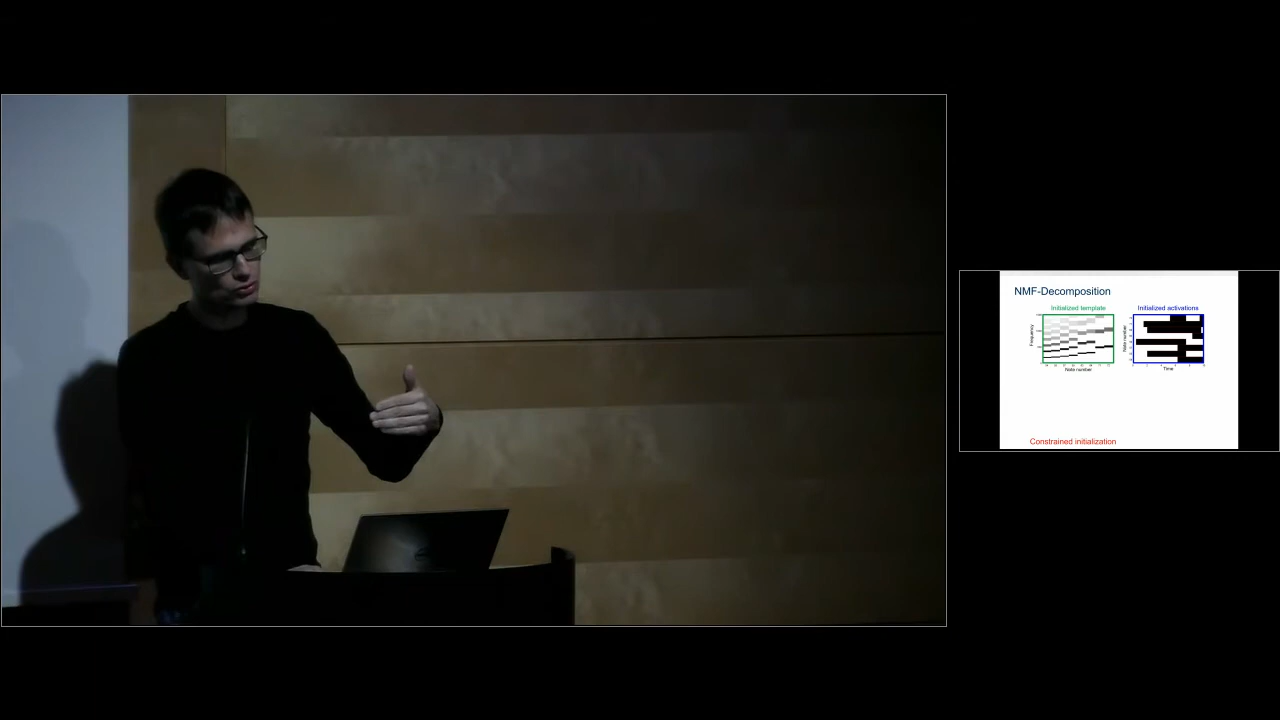 NMF-Decomposition
Initialized template
Initialized activations
Frequency
Note number
Note number
Time
Constrained initialization